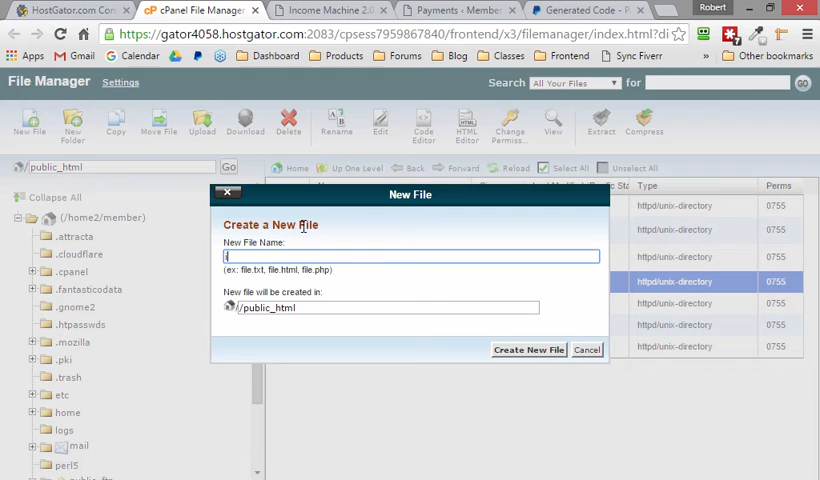 Robert
HostGator.com Con
cPanel File Manager
Income Machine 2.0
Payments - Member
Generated Code - P
https://gator4058.hostgator.com:2083/cpsess7959867840/frontend/x3/filemanager/index.html?di
Apps Gmail Calendar Facebook Dashboard Products Forums Blog Frontend Sync Fiverr » Other bookmarks
File Manager Settings
Search All Your Files for GO
New File
New Folder
Copy
Move File
Upload
Download
Delete
Rename
Edit
Code Editor
HTML Editor
Change Permiss...
View
Extract
Compress
/public_html Go
Home Up One Level Back Forward Reload Select All Unselect All
Collapse All
Type Perms
(/home2/member)
.attracta
.cloudflare
.cpanel
.fantasticodata
.gnome2
.htpasswds
.mozilla
.pki
.trash
etc
home
logs
mail
perl5
public_ftp
httpd/unix-directory 0755
httpd/unix-directory 0755
httpd/unix-directory 0755
httpd/unix-directory 0755
httpd/unix-directory 0755
httpd/unix-directory 0755
httpd/unix-directory 0755
New File
Create a New File
New File Name:
i
(ex: file.txt, file.html, file.php)
New file will be created in:
/ /public_html
Create New File Cancel